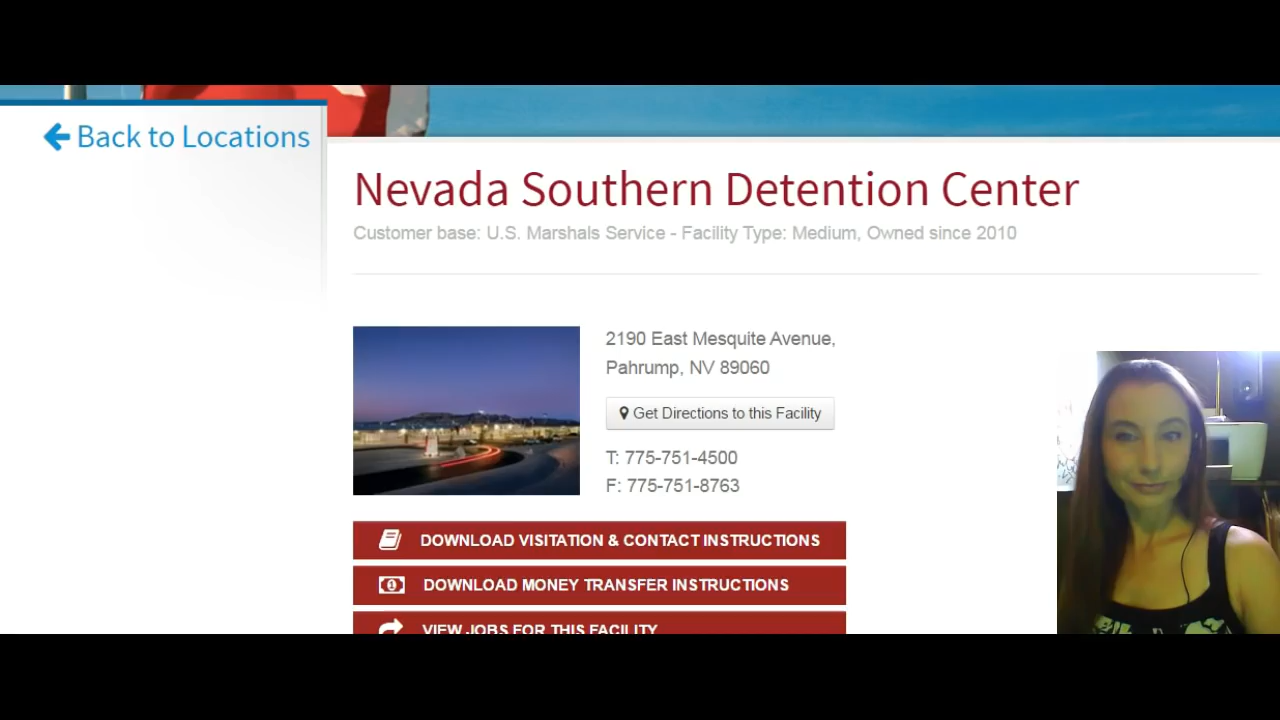 Back to Locations
Nevada Southern Detention Center
Customer base: U.S. Marshals Service - Facility Type: Medium, Owned since 2010
2190 East Mesquite Avenue,
Pahrump, NV 89060
Get Directions to this Facility
T: 775-751-4500
F: 775-751-8763
DOWNLOAD VISITATION & CONTACT INSTRUCTIONS
DOWNLOAD MONEY TRANSFER INSTRUCTIONS
VIEW JOBS FOR THIS FACILITY